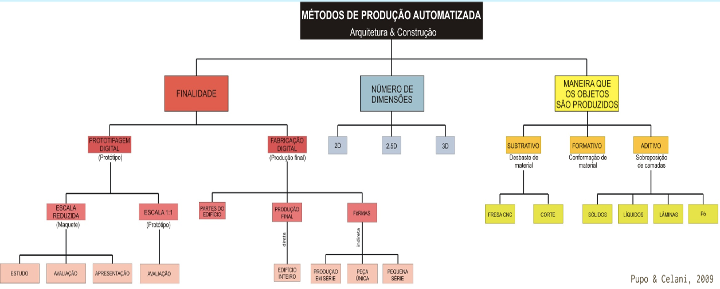 MÉTODOS DE PRODUÇÃO AUTOMATIZADA
Arquitetura & Construção
FINALIDADE
NÚMERO DE
DIMENSÕES
MANEIRA QUE
OS OBJETOS
SÃO PRODUZIDOS
PROTOTIPAGEM
DIGITAL
(Protótipo)
FABRICAÇÃO
DIGITAL
(Produção final)
2D
2.5D
3D
SUBSTRATIVO
Desbaste de
material
FORMATIVO
Conformação de
material
ADITIVO
Sobreposição
de camadas
ESCALA
REDUZIDA
(Maquete)
ESCALA 1:1
(Protótipo)
PARTES DO
EDIFÍCIO
PRODUÇÃO
FINAL
FÔRMAS
FRESA CNC
CORTE
SÓLIDOS
LÍQUIDOS
LÂMINAS
PÓ
direta
indireta
ESTUDO
AVALIAÇÃO
APRESENTAÇÃO
AVALIAÇÃO
EDIFÍCIO
INTEIRO
PRODUÇÃO
EM SÉRIE
PEÇA
ÚNICA
PEQUENA
SÉRIE
Pupo & Celani, 2009